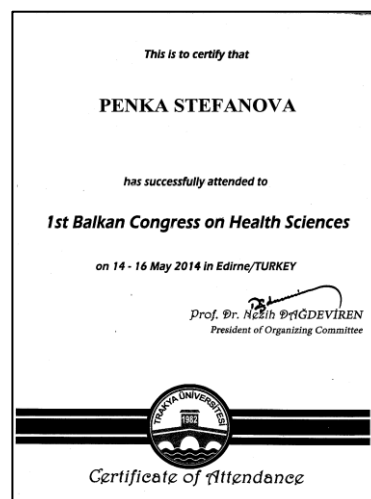 This is to certify that
PENKA STEFANOVA
has successfully attended to
1st Balkan Congress on Health Sciences
on 14 - 16 May 2014 in Edirne/TURKEY
Prof. Dr. Nezih DAĞDEVİREN
President of Organizing Committee
TRAKYA ÜNİVERSİTESİ
1982
Certificate of Attendance